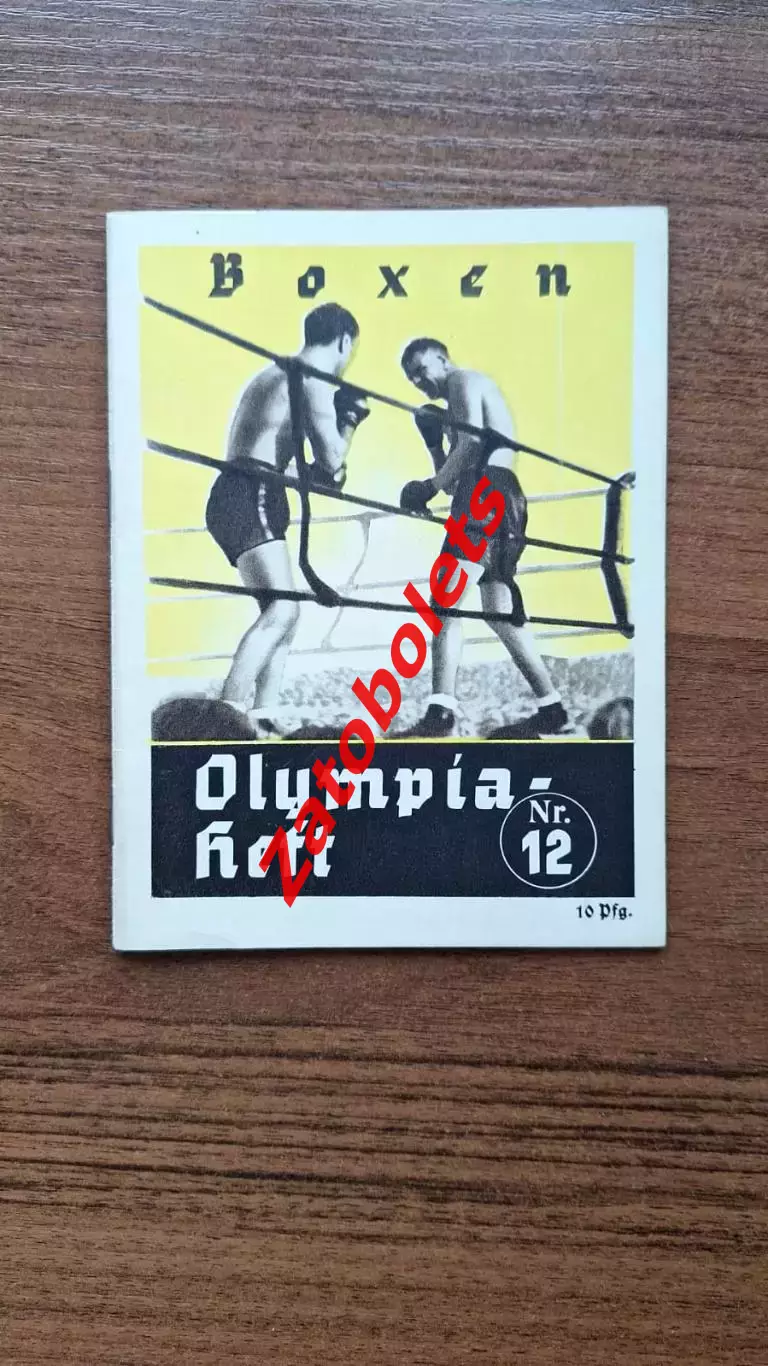 Boxen
Zatobolets
Olympia-
Heft
Nr.
12
10 Pfg.